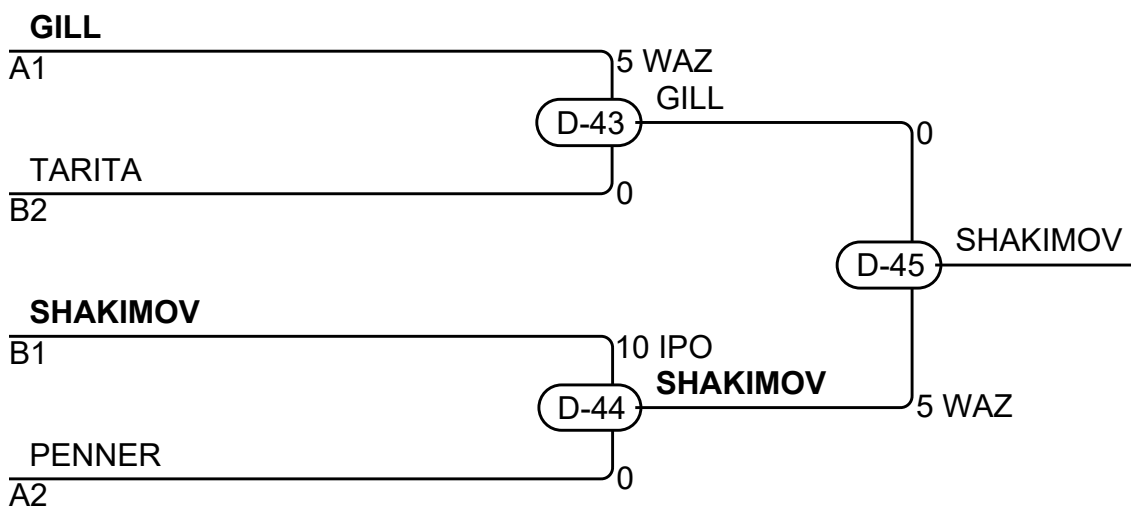 GILL
A1
5 WAZ
GILL
D-43
0
TARITA
B2
0
SHAKIMOV
D-45
SHAKIMOV
B1
10 IPO
SHAKIMOV
D-44
5 WAZ
PENNER
A2
0